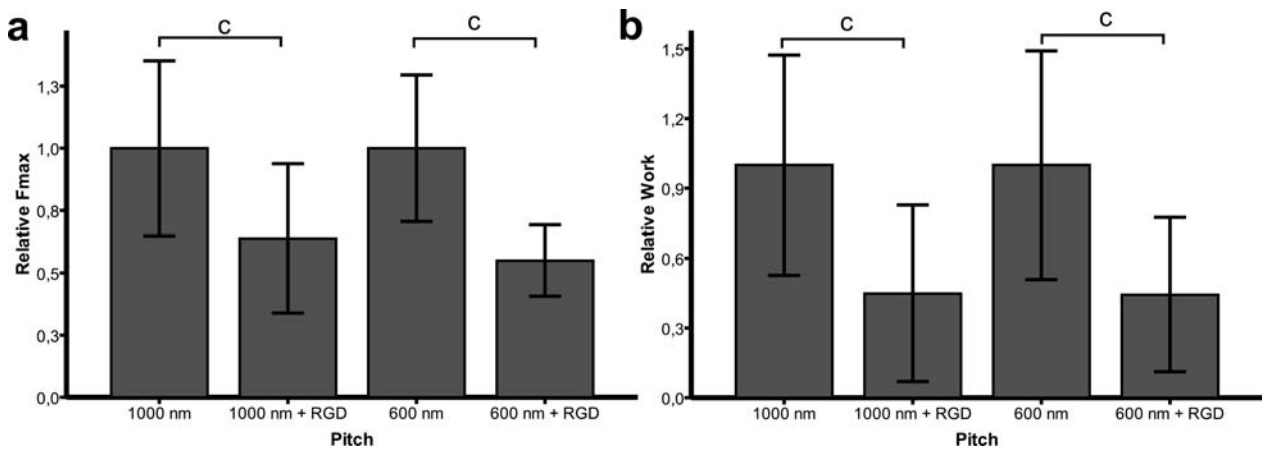 a
C
C
Relative Fmax
1,3
1,0
0,8
0,5
0,3
0,0
1000 nm
1000 nm + RGD
600 nm
600 nm + RGD
Pitch
b
C
C
Relative Work
1,5
1,2
0,9
0,6
0,3
0,0
1000 nm
1000 nm + RGD
600 nm
600 nm + RGD
Pitch